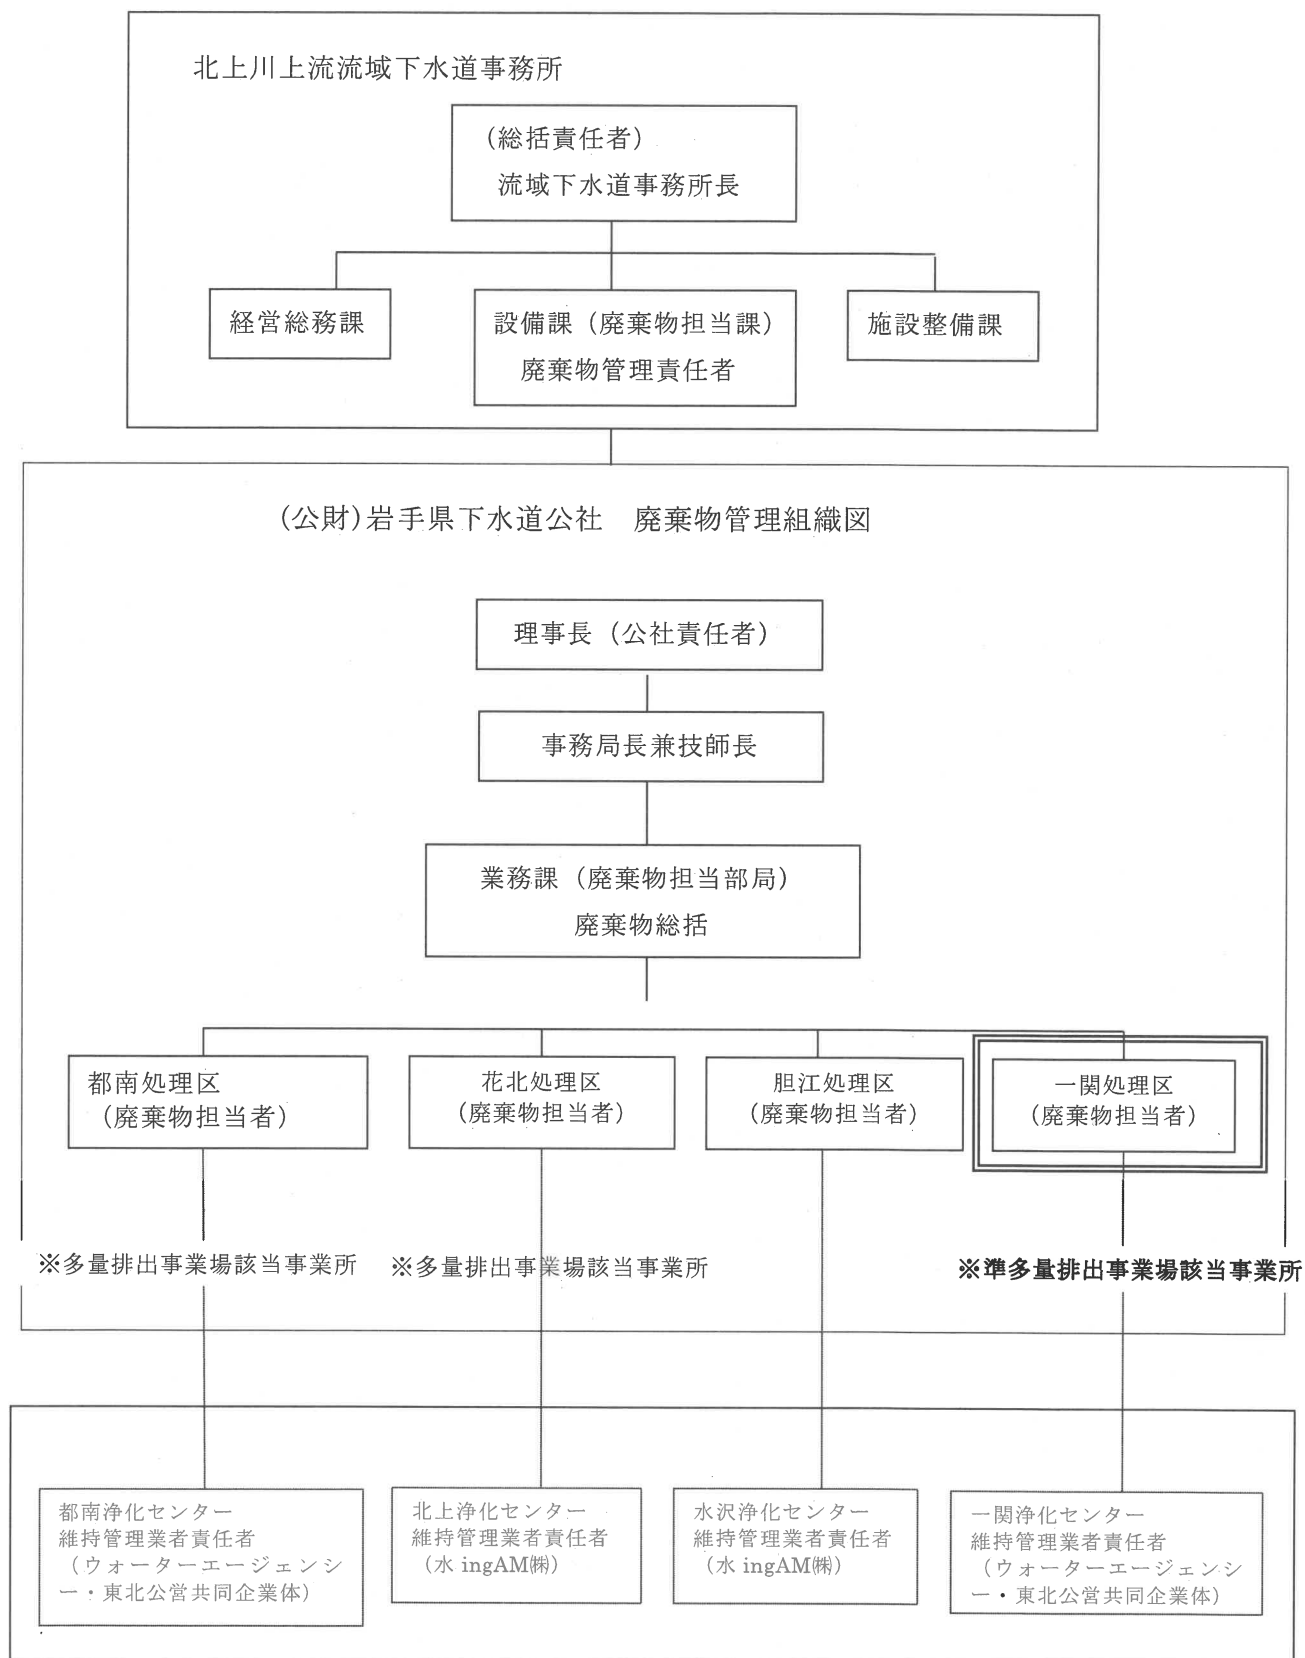 北上川上流流域下水道事務所
（総括責任者）
流域下水道事務所長
経営総務課
設備課（廃棄物担当課）
廃棄物管理責任者
施設整備課
(公財)岩手県下水道公社　廃棄物管理組織図
理事長（公社責任者）
事務局長兼技師長
業務課（廃棄物担当部局）
廃棄物総括
都南処理区
（廃棄物担当者）
花北処理区
（廃棄物担当者）
胆江処理区
（廃棄物担当者）
一関処理区
（廃棄物担当者）
※多量排出事業場該当事業所
※多量排出事業場該当事業所
※準多量排出事業場該当事業所
都南浄化センター
維持管理業者責任者
（ウォーターエージェンシ
ー・東北公営共同企業体）
北上浄化センター
維持管理業者責任者
（水 ingAM㈱）
水沢浄化センター
維持管理業者責任者
（水 ingAM㈱）
一関浄化センター
維持管理業者責任者
（ウォーターエージェンシ
ー・東北公営共同企業体）